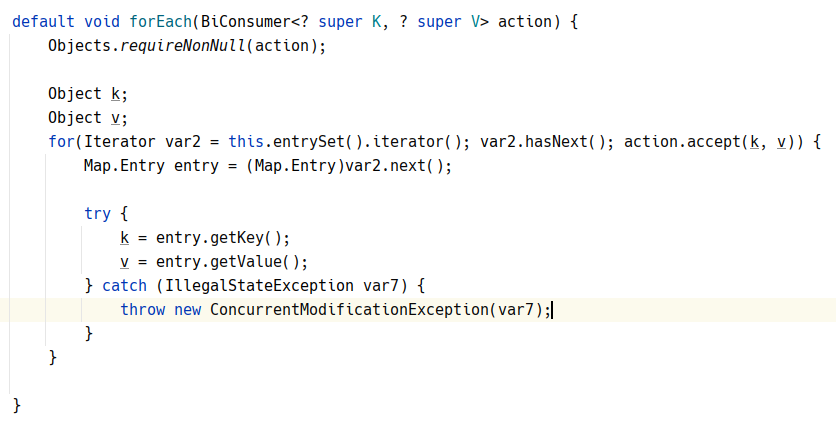 default void forEach(BiConsumer<? super K, ? super V> action) {
    Objects.requireNonNull(action);

    Object k;
    Object v;
    for(Iterator var2 = this.entrySet().iterator(); var2.hasNext(); action.accept(k, v)) {
        Map.Entry entry = (Map.Entry)var2.next();

        try {
            k = entry.getKey();
            v = entry.getValue();
        } catch (IllegalStateException var7) {
            throw new ConcurrentModificationException(var7);
        }
    }

}